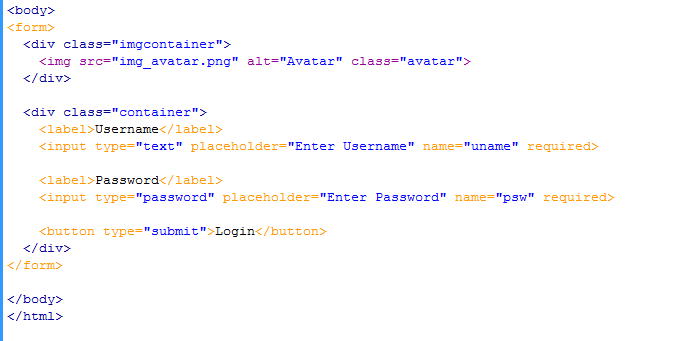 <body>
<form>
<div class="imgcontainer">
<img src="img_avatar.png" alt="Avatar" class="avatar">
</div>
<div class="container">
<label>Username</label>
<input type="text" placeholder="Enter Username" name="uname" required>
<label>Password</label>
<input type="password" placeholder="Enter Password" name="psw" required>
<button type="submit">Login</button>
</div>
</form>
</body>
</html>